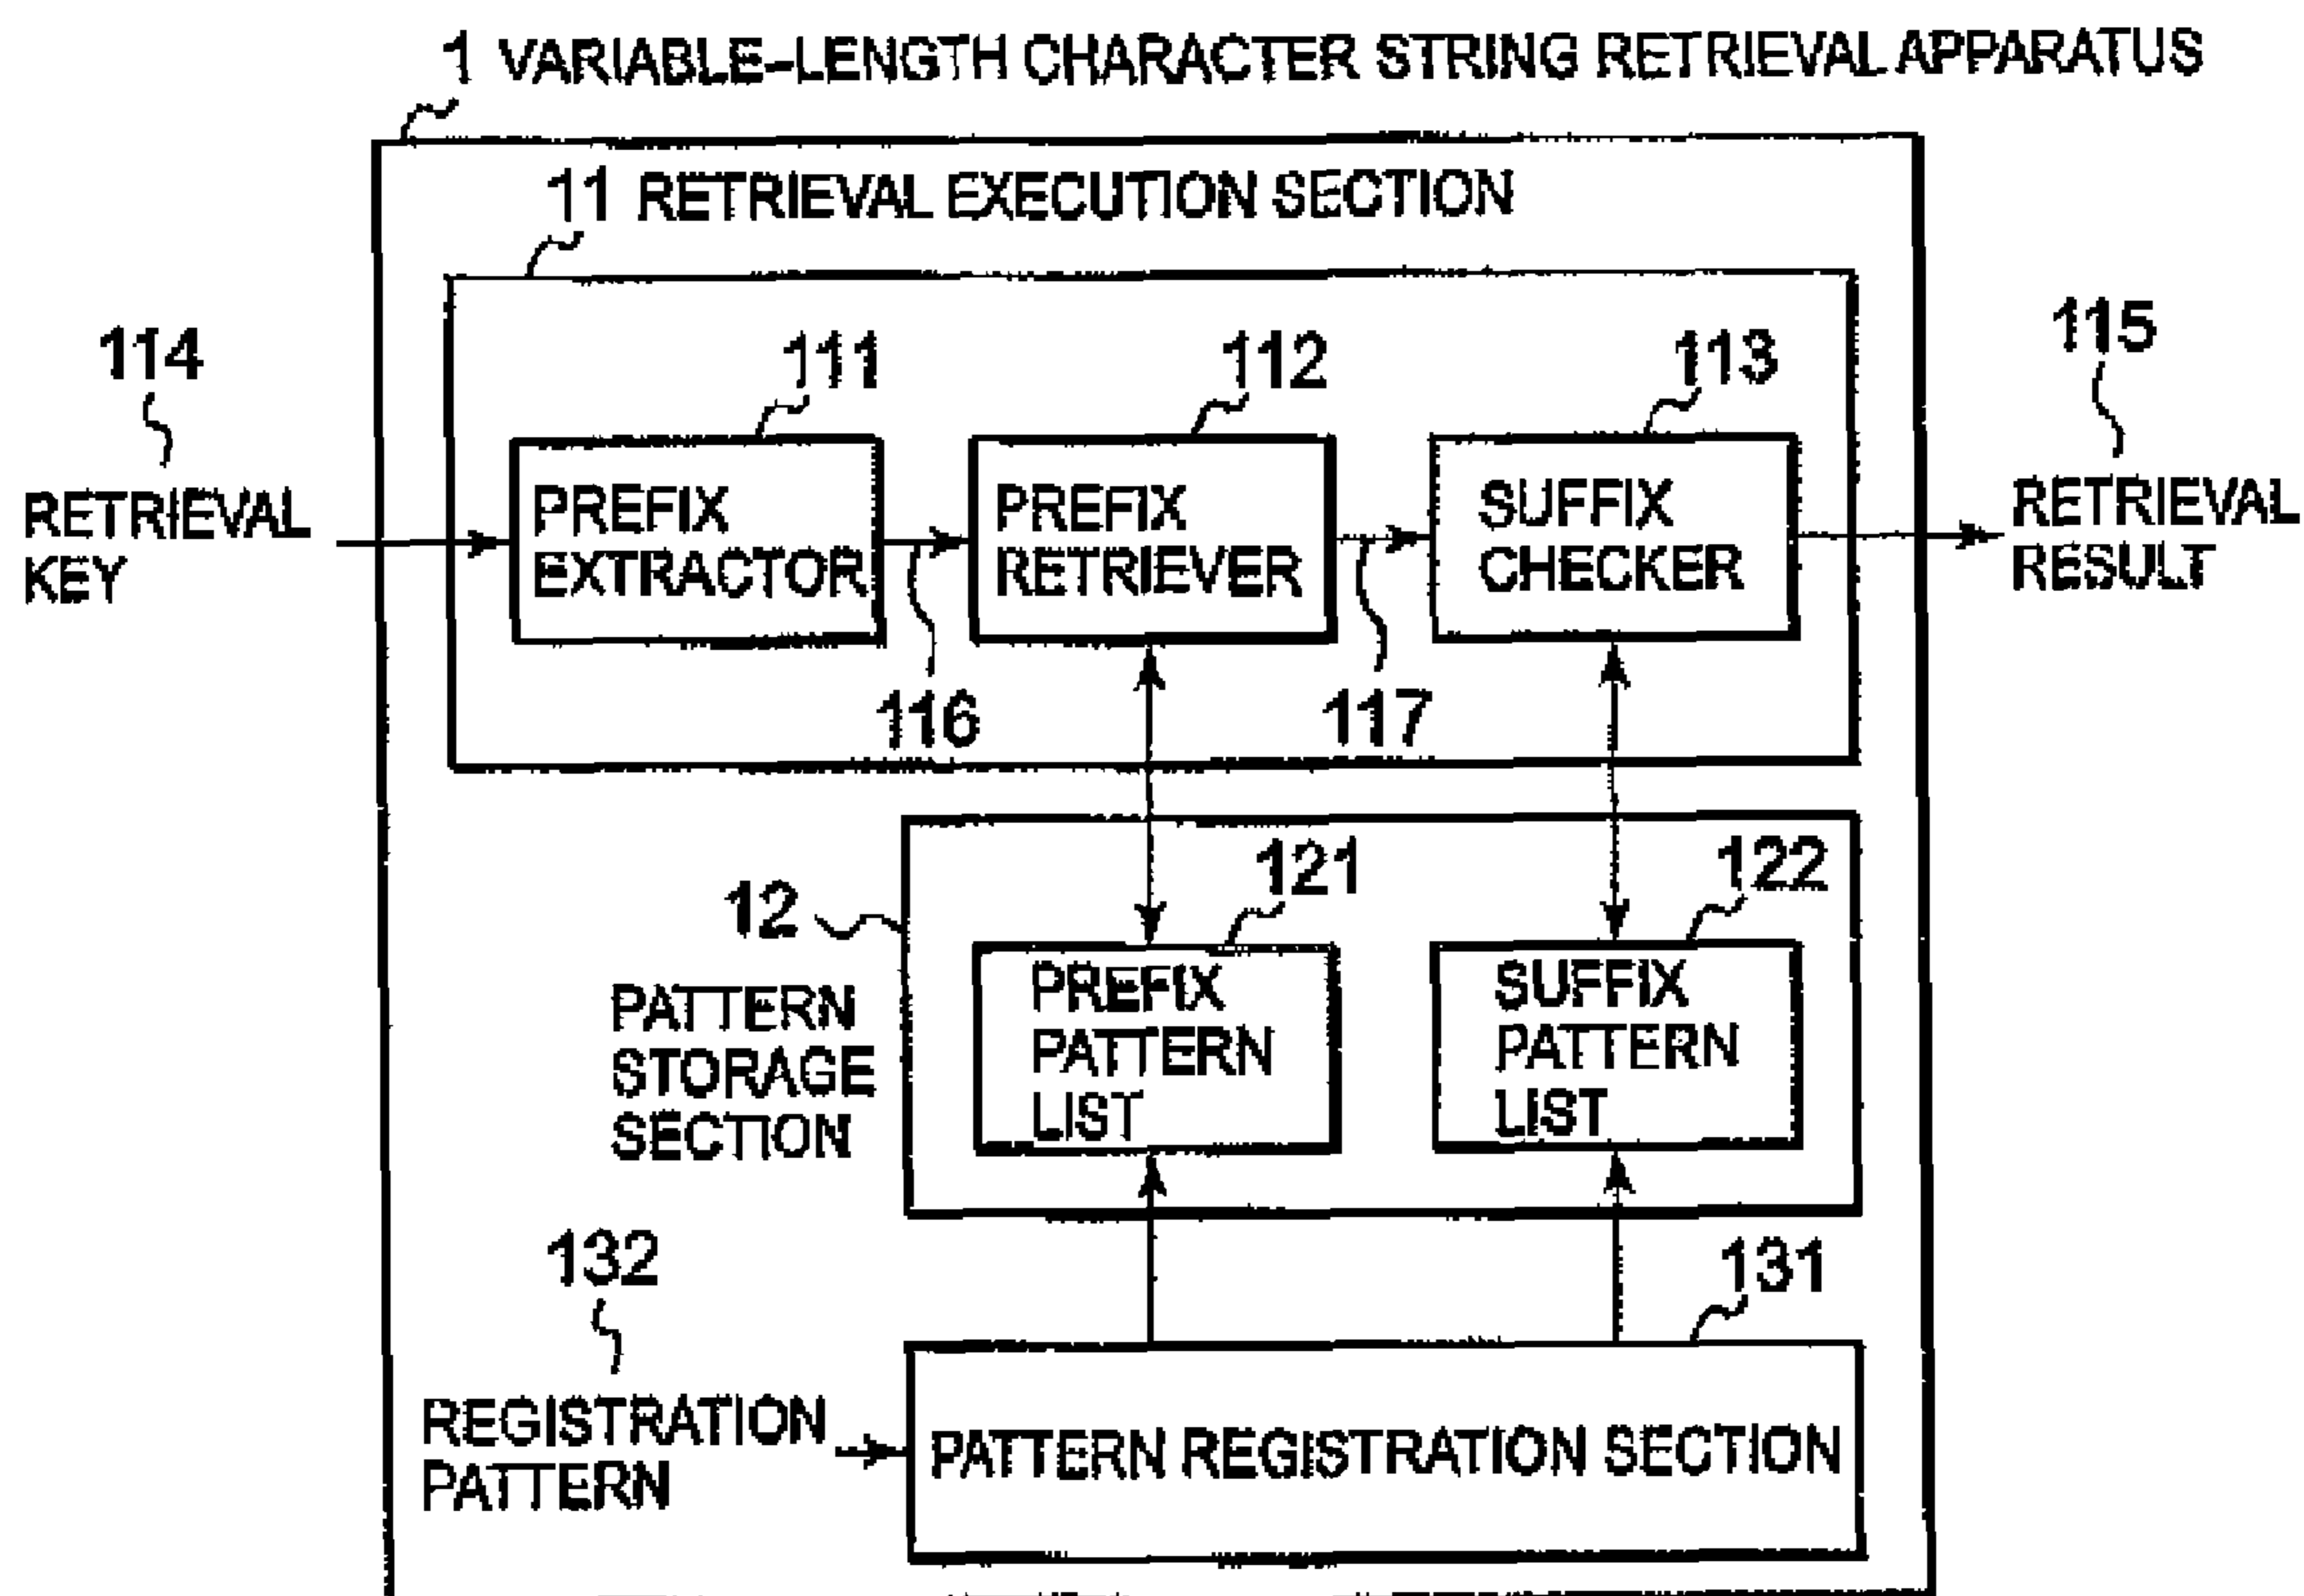 1 VARIABLE-LENGTH CHARACTER STRING RETRIEVAL APPARATUS
11 RETRIEVAL EXECUTION SECTION
114
111
112
113
115
RETRIEVAL
KEY
PREFIX
EXTRACTOR
PREFIX
RETRIEVER
SUFFIX
CHECKER
RETRIEVAL
RESULT
116
117
12
PATTERN
STORAGE
SECTION
121
122
PREFIX
PATTERN
LIST
SUFFIX
PATTERN
LIST
132
131
REGISTRATION
PATTERN
PATTERN REGISTRATION SECTION